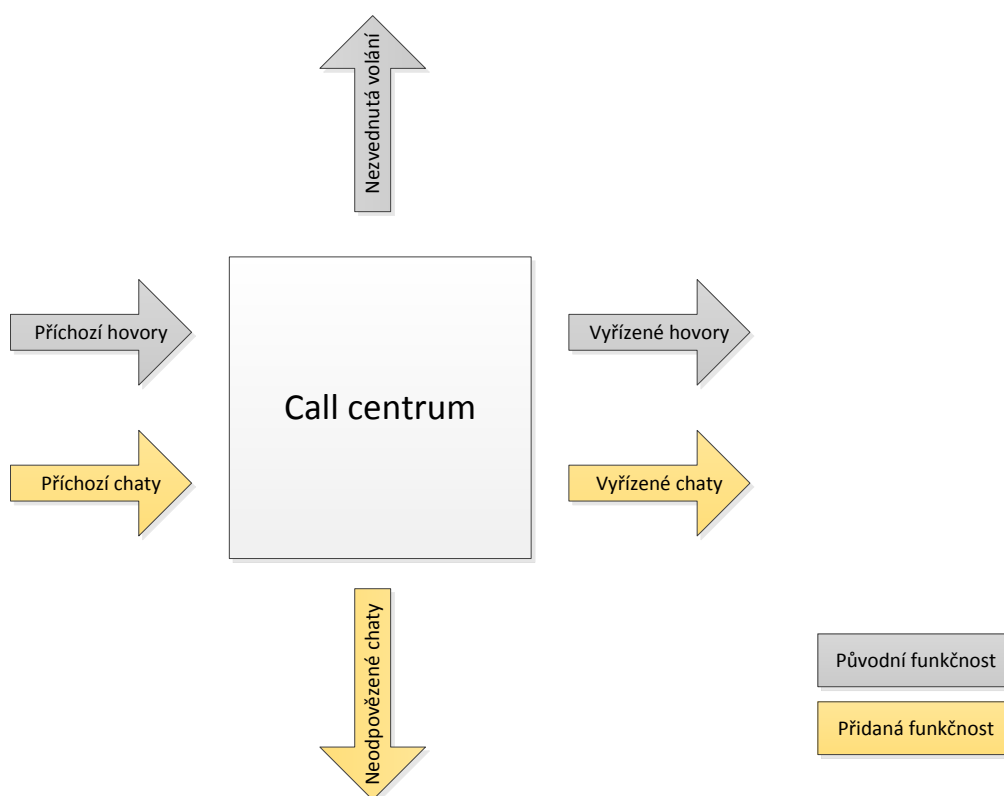 Nezvednutá volání
Příchozí hovory
Vyřízené hovory
Call centrum
Příchozí chaty
Vyřízené chaty
Neodpovězené chaty
Původní funkčnost
Přidaná funkčnost